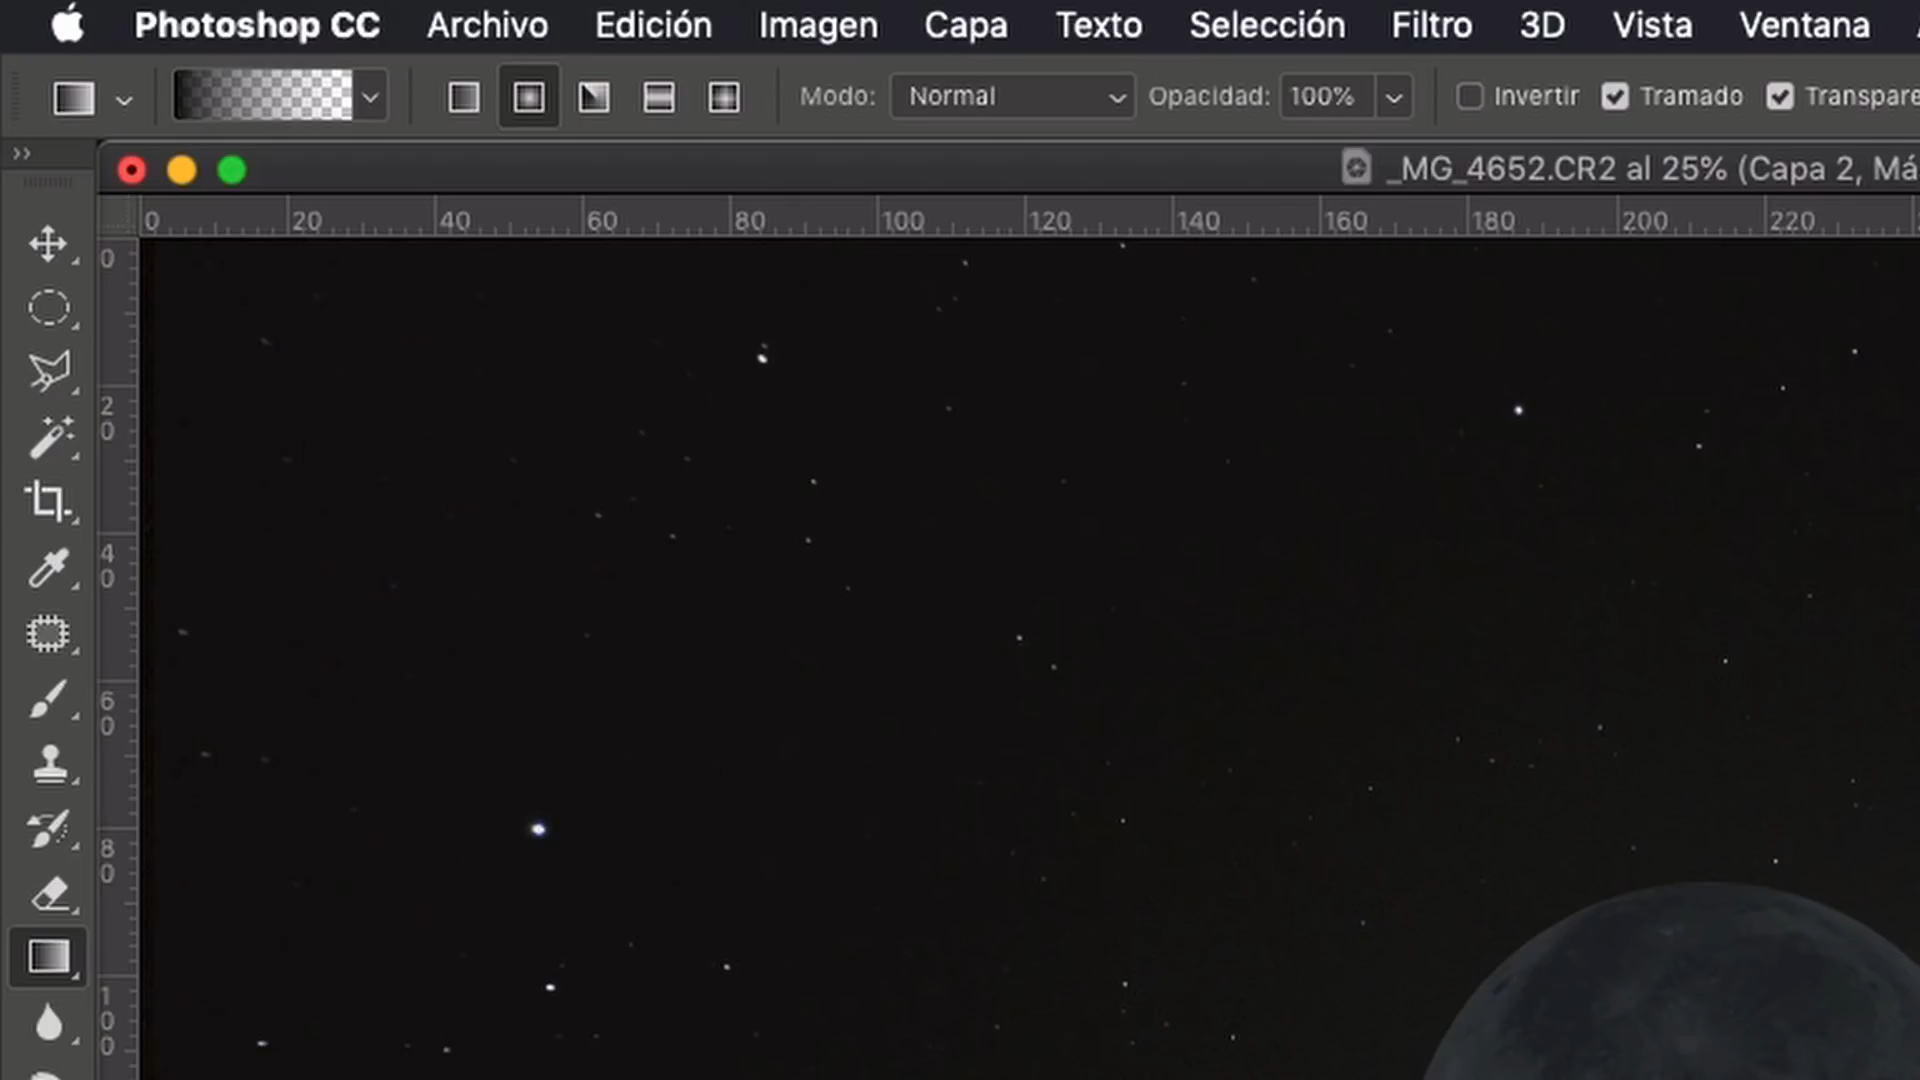 Photoshop CC Archivo Edición Imagen Capa Texto Selección Filtro 3D Vista Ventana
Modo: Normal Opacidad: 100% Invertir Tramado Transpare
_MG_4652.CR2 al 25% (Capa 2, Má
0 20 40 60 80 100 120 140 160 180 200 220
0
20
40
60
80
100